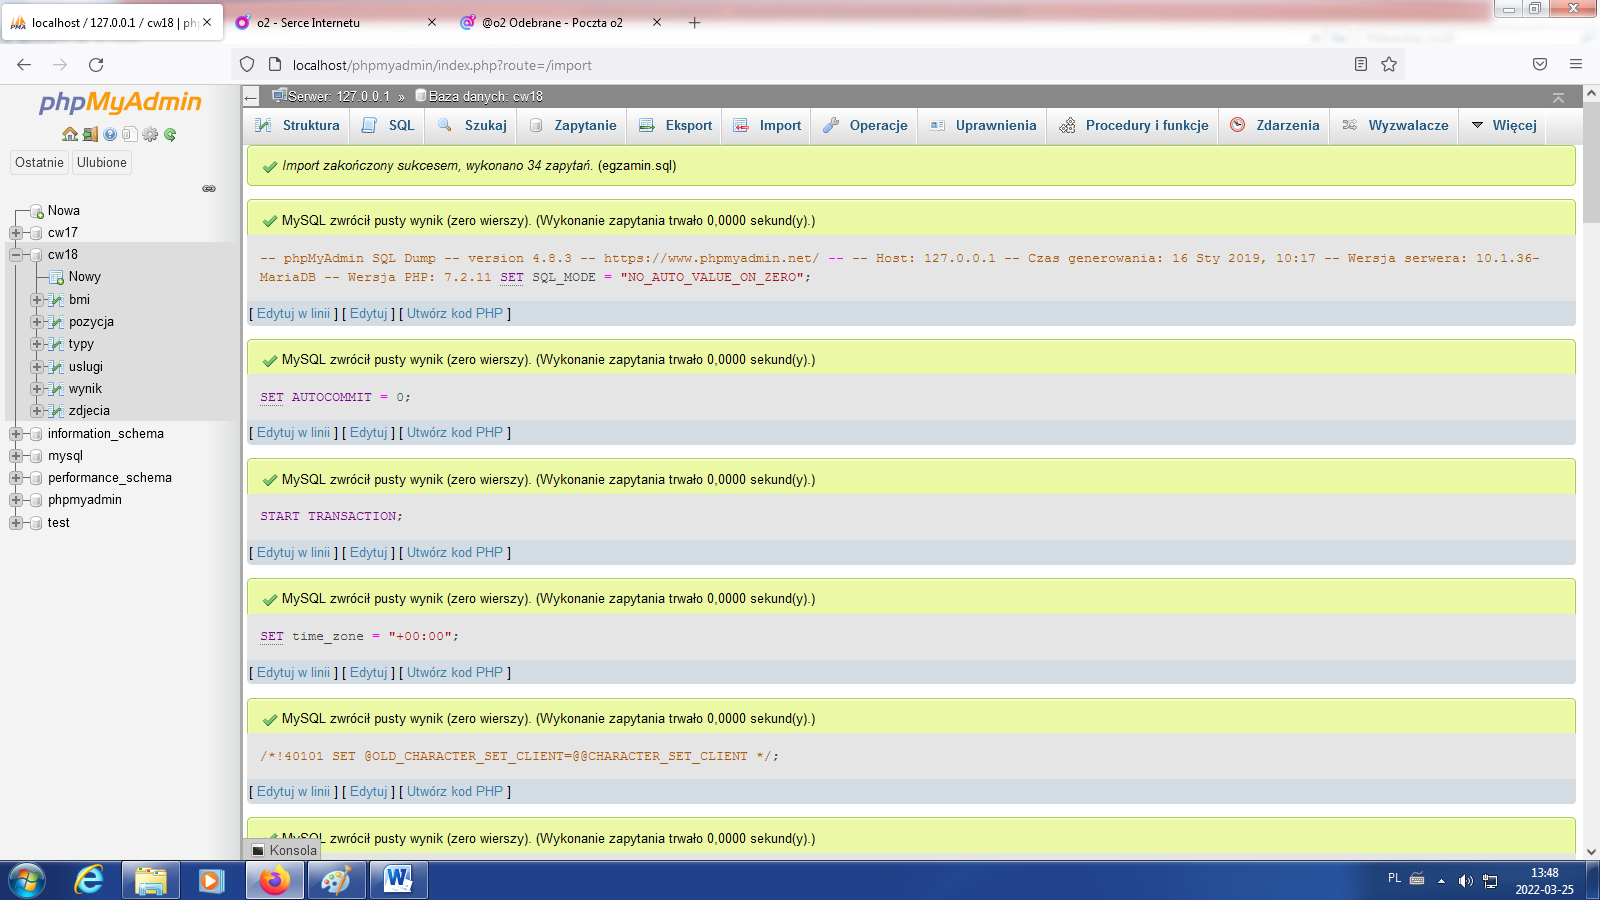 localhost / 127.0.0.1 / cw18 | ph
o2 - Serce Internetu
@o2 Odebrane - Poczta o2
localhost/phpmyadmin/index.php?route=/import
phpMyAdmin
Ostatnie
Ulubione
Nowa
cw17
cw18
Nowy
bmi
pozycja
typy
uslugi
wynik
zdjecia
information_schema
mysql
performance_schema
phpmyadmin
test
Serwer: 127.0.0.1 » Baza danych: cw18
Struktura SQL Szukaj Zapytanie Eksport Import Operacje Uprawnienia Procedury i funkcje Zdarzenia Wyzwalacze Więcej
Import zakończony sukcesem, wykonano 34 zapytań. (egzamin.sql)
MySQL zwrócił pusty wynik (zero wierszy). (Wykonanie zapytania trwało 0,0000 sekund(y).)
-- phpMyAdmin SQL Dump -- version 4.8.3 -- https://www.phpmyadmin.net/ -- -- Host: 127.0.0.1 -- Czas generowania: 16 Sty 2019, 10:17 -- Wersja serwera: 10.1.36-
MariaDB -- Wersja PHP: 7.2.11 SET SQL_MODE = "NO_AUTO_VALUE_ON_ZERO";
[ Edytuj w linii ] [ Edytuj ] [ Utwórz kod PHP ]
MySQL zwrócił pusty wynik (zero wierszy). (Wykonanie zapytania trwało 0,0000 sekund(y).)
SET AUTOCOMMIT = 0;
[ Edytuj w linii ] [ Edytuj ] [ Utwórz kod PHP ]
MySQL zwrócił pusty wynik (zero wierszy). (Wykonanie zapytania trwało 0,0000 sekund(y).)
START TRANSACTION;
[ Edytuj w linii ] [ Edytuj ] [ Utwórz kod PHP ]
MySQL zwrócił pusty wynik (zero wierszy). (Wykonanie zapytania trwało 0,0000 sekund(y).)
SET time_zone = "+00:00";
[ Edytuj w linii ] [ Edytuj ] [ Utwórz kod PHP ]
MySQL zwrócił pusty wynik (zero wierszy). (Wykonanie zapytania trwało 0,0000 sekund(y).)
/*!40101 SET @OLD_CHARACTER_SET_CLIENT=@@CHARACTER_SET_CLIENT */;
[ Edytuj w linii ] [ Edytuj ] [ Utwórz kod PHP ]
MySQL zwrócił pusty wynik (zero wierszy). (Wykonanie zapytania trwało 0,0000 sekund(y).)
Konsola
PL
13:48
2022-03-25